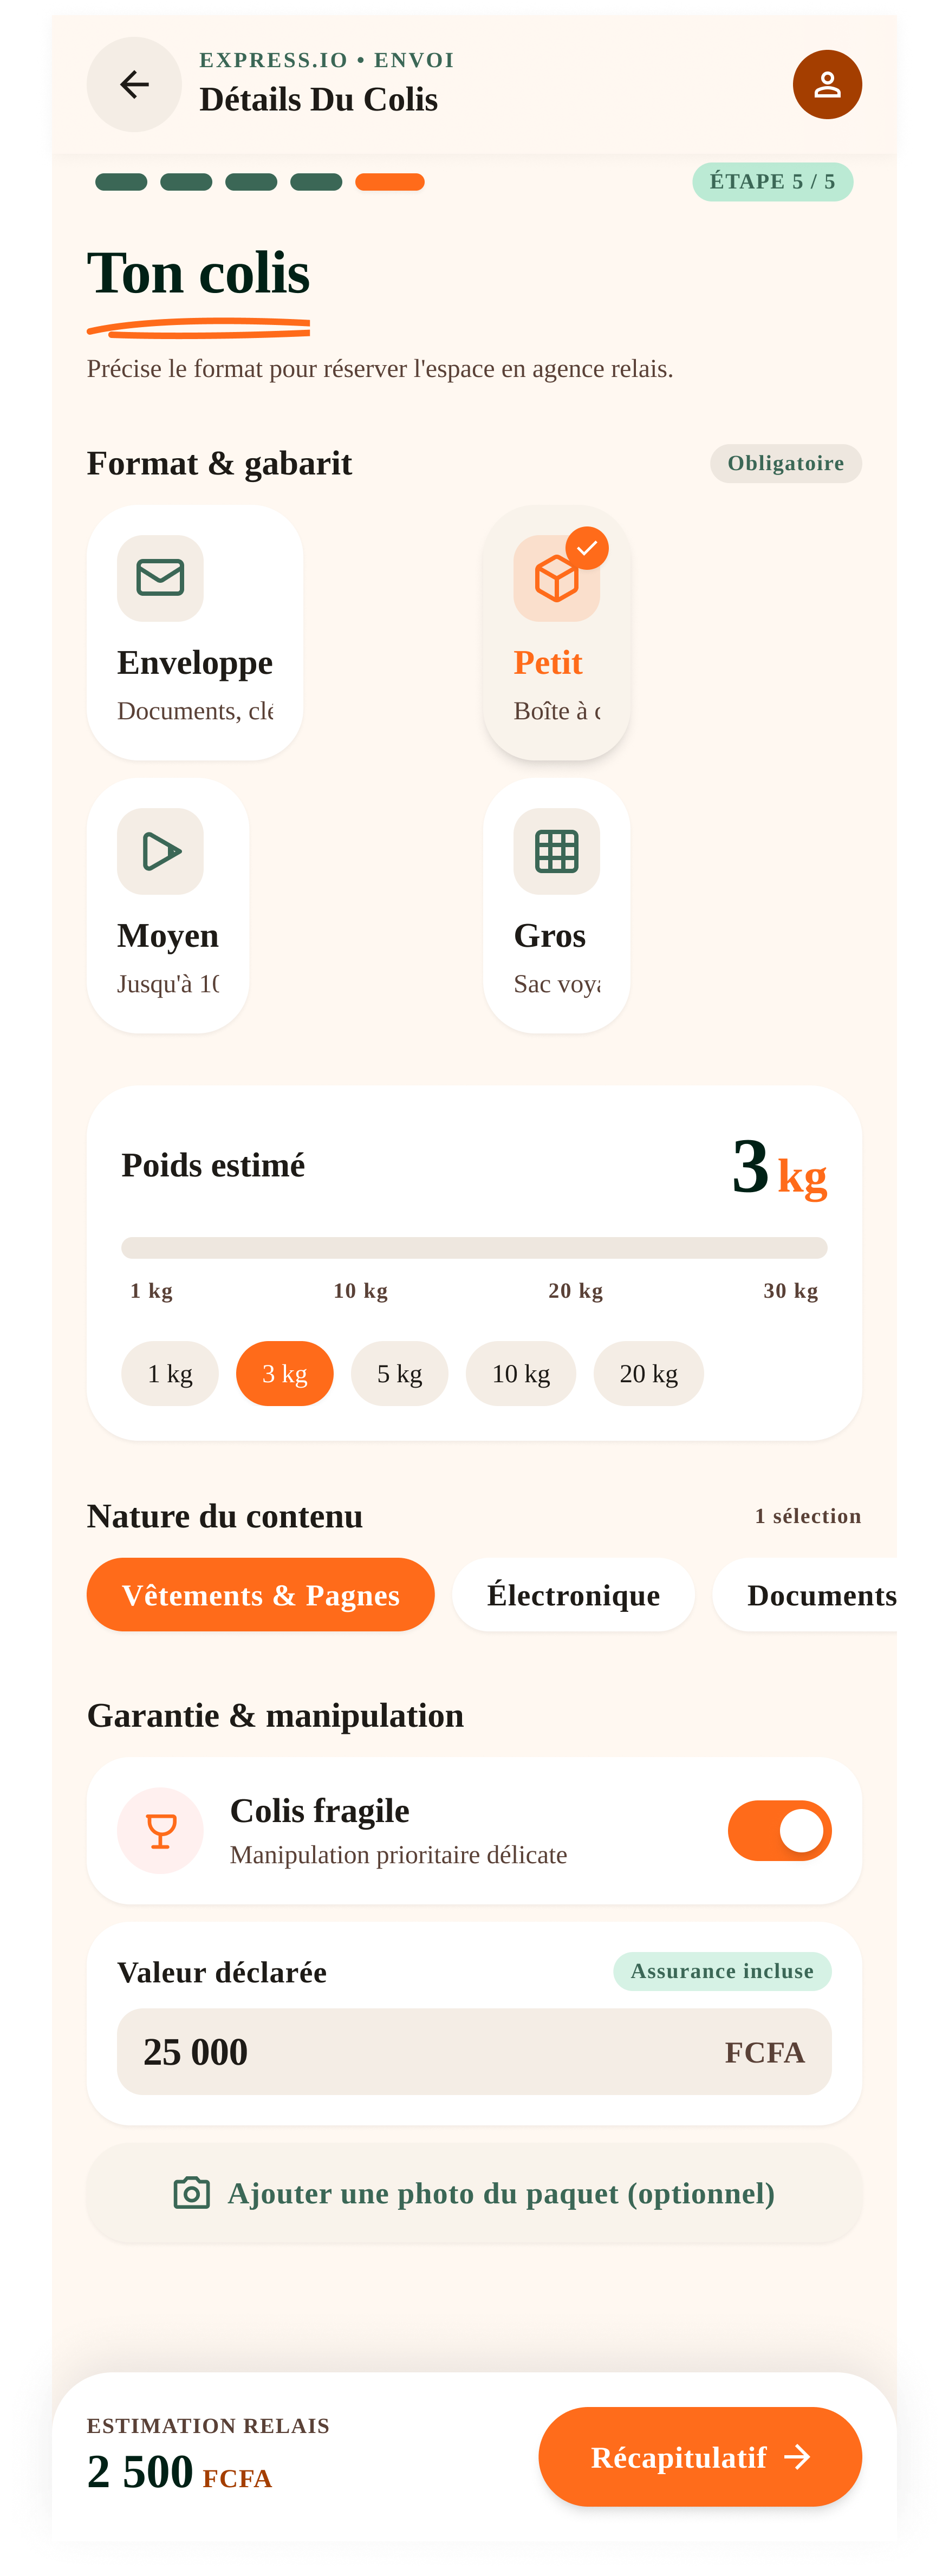 EXPRESS.IO • ENVOI
Détails Du Colis
ÉTAPE 5 / 5
Ton colis
Précise le format pour réserver l'espace en agence relais.
Format & gabarit
Obligatoire
Enveloppe
Documents, clé
Petit
Boîte à c
Moyen
Jusqu'à 10
Gros
Sac voya
Poids estimé
3 kg
1 kg
10 kg
20 kg
30 kg
1 kg
3 kg
5 kg
10 kg
20 kg
Nature du contenu
1 sélection
Vêtements & Pagnes
Électronique
Documents
Garantie & manipulation
Colis fragile
Manipulation prioritaire délicate
Valeur déclarée
Assurance incluse
25 000
FCFA
Ajouter une photo du paquet (optionnel)
ESTIMATION RELAIS
2 500 FCFA
Récapitulatif